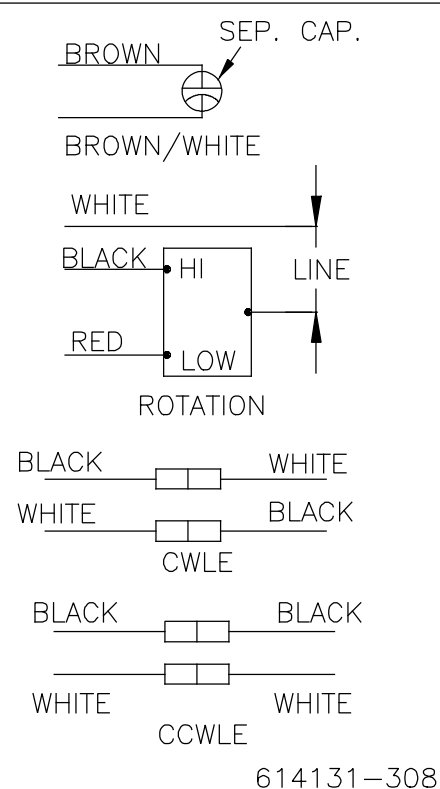 SEP. CAP.
BROWN
BROWN/WHITE
WHITE
BLACK
HI
LINE
RED
LOW
ROTATION
BLACK WHITE
WHITE BLACK
CWLE
BLACK BLACK
WHITE WHITE
CCWLE
614131-308